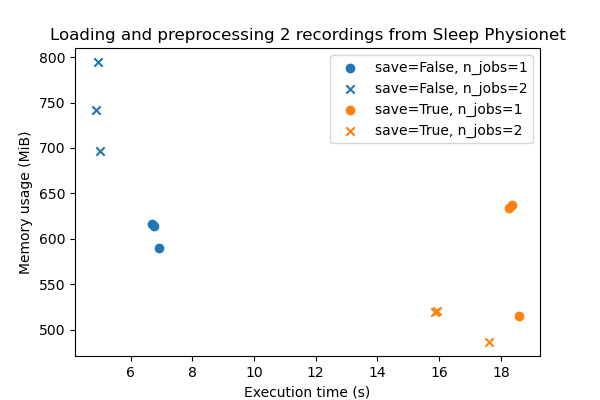 Loading and preprocessing 2 recordings from Sleep Physionet
save=False, n_jobs=1
save=False, n_jobs=2
save=True, n_jobs=1
save=True, n_jobs=2
Memory usage (MiB)
800
750
700
650
600
550
500
6 8 10 12 14 16 18
Execution time (s)